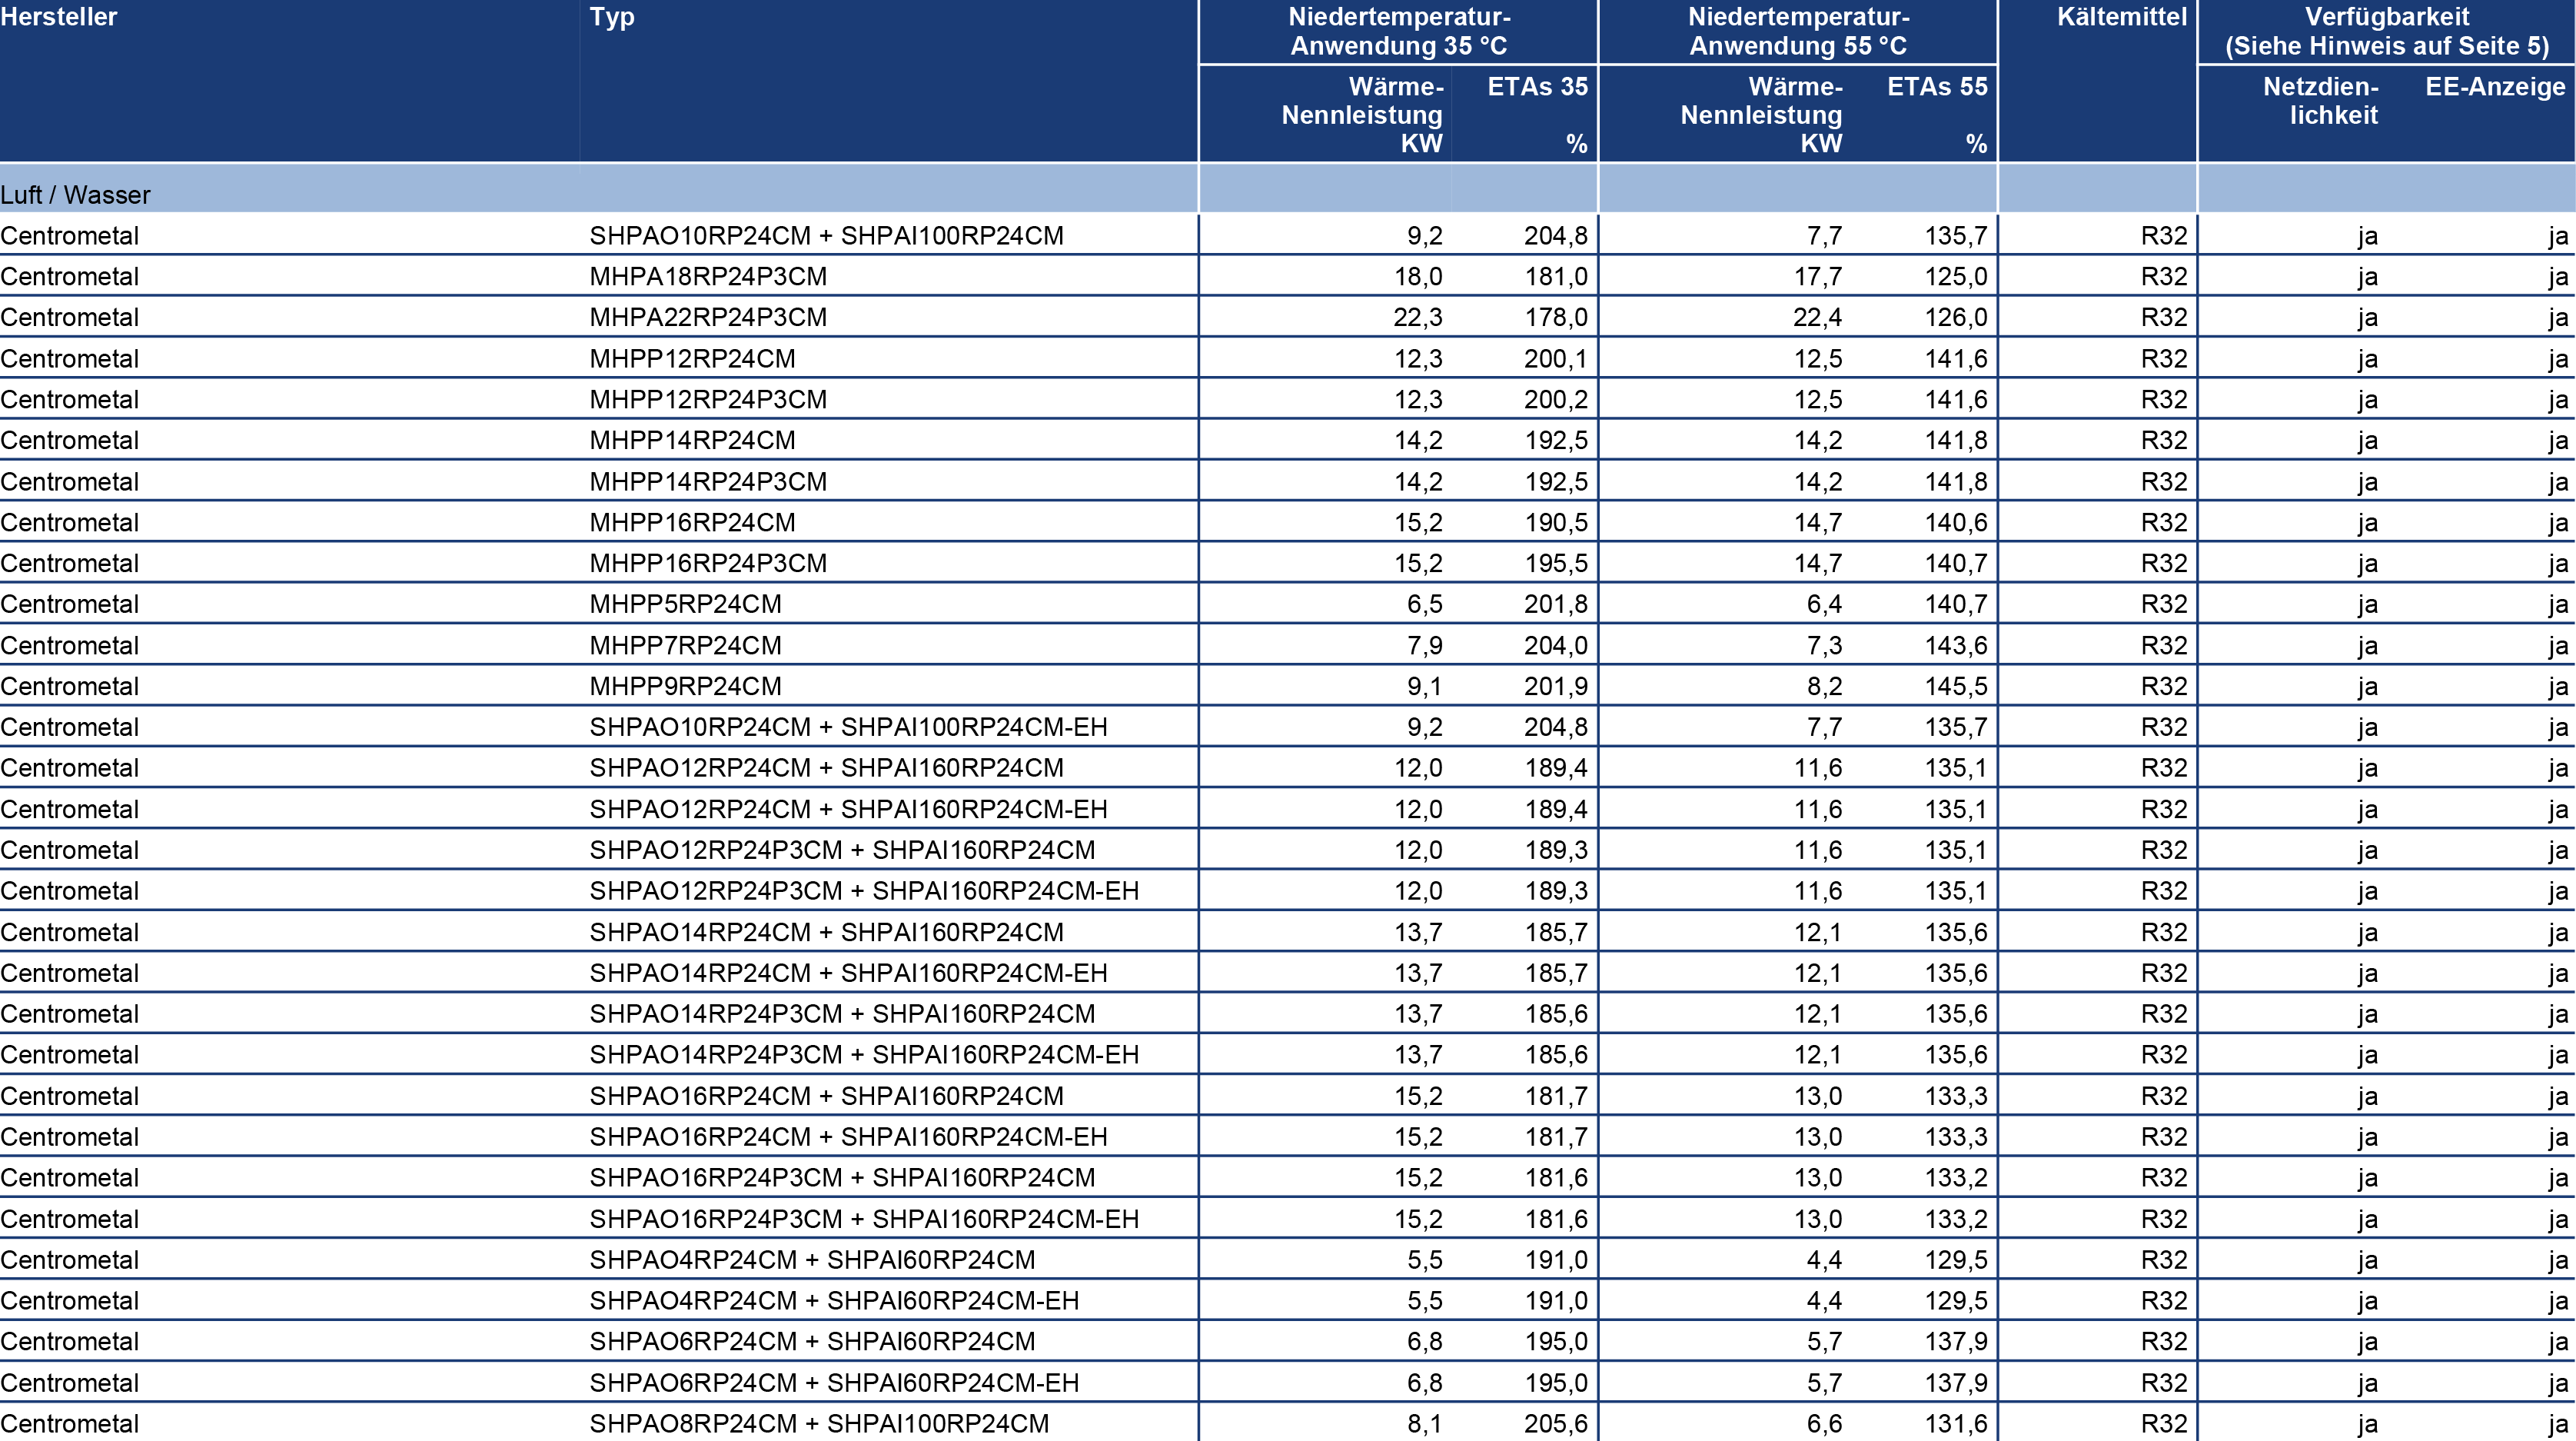 Hersteller Typ Niedertemperatur- Niedertemperatur- Kältemittel Verfügbarkeit
Anwendung 35 °C Anwendung 55 °C (Siehe Hinweis auf Seite 5)
Wärme- ETAs 35 Wärme- ETAs 55 Netzdien- EE-Anzeige
Nennleistung Nennleistung lichkeit
KW % KW %
Luft / Wasser
Centrometal SHPAO10RP24CM + SHPAI100RP24CM 9,2 204,8 7,7 135,7 R32 ja ja
Centrometal MHPA18RP24P3CM 18,0 181,0 17,7 125,0 R32 ja ja
Centrometal MHPA22RP24P3CM 22,3 178,0 22,4 126,0 R32 ja ja
Centrometal MHPP12RP24CM 12,3 200,1 12,5 141,6 R32 ja ja
Centrometal MHPP12RP24P3CM 12,3 200,2 12,5 141,6 R32 ja ja
Centrometal MHPP14RP24CM 14,2 192,5 14,2 141,8 R32 ja ja
Centrometal MHPP14RP24P3CM 14,2 192,5 14,2 141,8 R32 ja ja
Centrometal MHPP16RP24CM 15,2 190,5 14,7 140,6 R32 ja ja
Centrometal MHPP16RP24P3CM 15,2 195,5 14,7 140,7 R32 ja ja
Centrometal MHPP5RP24CM 6,5 201,8 6,4 140,7 R32 ja ja
Centrometal MHPP7RP24CM 7,9 204,0 7,3 143,6 R32 ja ja
Centrometal MHPP9RP24CM 9,1 201,9 8,2 145,5 R32 ja ja
Centrometal SHPAO10RP24CM + SHPAI100RP24CM-EH 9,2 204,8 7,7 135,7 R32 ja ja
Centrometal SHPAO12RP24CM + SHPAI160RP24CM 12,0 189,4 11,6 135,1 R32 ja ja
Centrometal SHPAO12RP24CM + SHPAI160RP24CM-EH 12,0 189,4 11,6 135,1 R32 ja ja
Centrometal SHPAO12RP24P3CM + SHPAI160RP24CM 12,0 189,3 11,6 135,1 R32 ja ja
Centrometal SHPAO12RP24P3CM + SHPAI160RP24CM-EH 12,0 189,3 11,6 135,1 R32 ja ja
Centrometal SHPAO14RP24CM + SHPAI160RP24CM 13,7 185,7 12,1 135,6 R32 ja ja
Centrometal SHPAO14RP24CM + SHPAI160RP24CM-EH 13,7 185,7 12,1 135,6 R32 ja ja
Centrometal SHPAO14RP24P3CM + SHPAI160RP24CM 13,7 185,6 12,1 135,6 R32 ja ja
Centrometal SHPAO14RP24P3CM + SHPAI160RP24CM-EH 13,7 185,6 12,1 135,6 R32 ja ja
Centrometal SHPAO16RP24CM + SHPAI160RP24CM 15,2 181,7 13,0 133,3 R32 ja ja
Centrometal SHPAO16RP24CM + SHPAI160RP24CM-EH 15,2 181,7 13,0 133,3 R32 ja ja
Centrometal SHPAO16RP24P3CM + SHPAI160RP24CM 15,2 181,6 13,0 133,2 R32 ja ja
Centrometal SHPAO16RP24P3CM + SHPAI160RP24CM-EH 15,2 181,6 13,0 133,2 R32 ja ja
Centrometal SHPAO4RP24CM + SHPAI60RP24CM 5,5 191,0 4,4 129,5 R32 ja ja
Centrometal SHPAO4RP24CM + SHPAI60RP24CM-EH 5,5 191,0 4,4 129,5 R32 ja ja
Centrometal SHPAO6RP24CM + SHPAI60RP24CM 6,8 195,0 5,7 137,9 R32 ja ja
Centrometal SHPAO6RP24CM + SHPAI60RP24CM-EH 6,8 195,0 5,7 137,9 R32 ja ja
Centrometal SHPAO8RP24CM + SHPAI100RP24CM 8,1 205,6 6,6 131,6 R32 ja ja